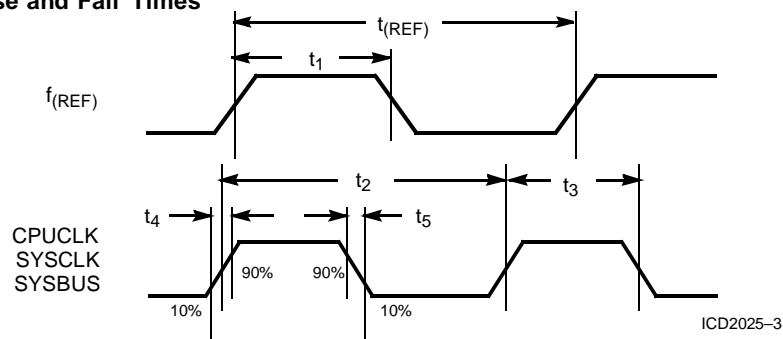 se and Fall Times
t(REF)
t1
f(REF)
t2
t3
t4
t5
CPUCLK
SYSCLK
SYSBUS
90%
90%
10%
10%
ICD2025–3